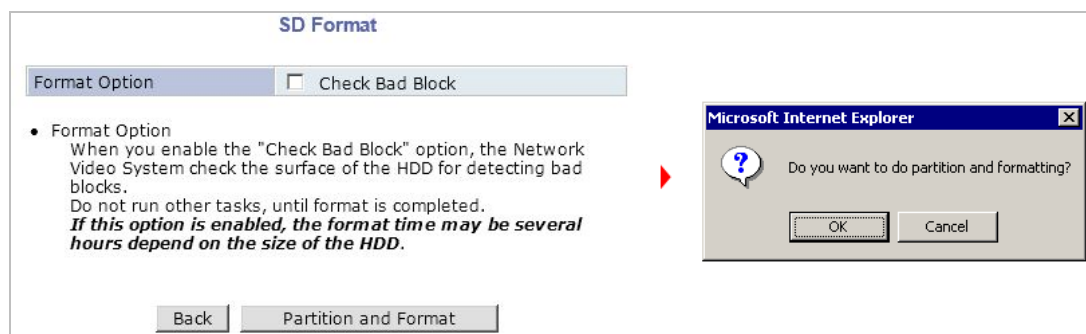 SD Format
Format Option
Check Bad Block
• Format Option
When you enable the "Check Bad Block" option, the Network
Video System check the surface of the HDD for detecting bad
blocks.
Do not run other tasks, until format is completed.
If this option is enabled, the format time may be several
hours depend on the size of the HDD.
Back
Partition and Format
Microsoft Internet Explorer
Do you want to do partition and formatting?
OK
Cancel